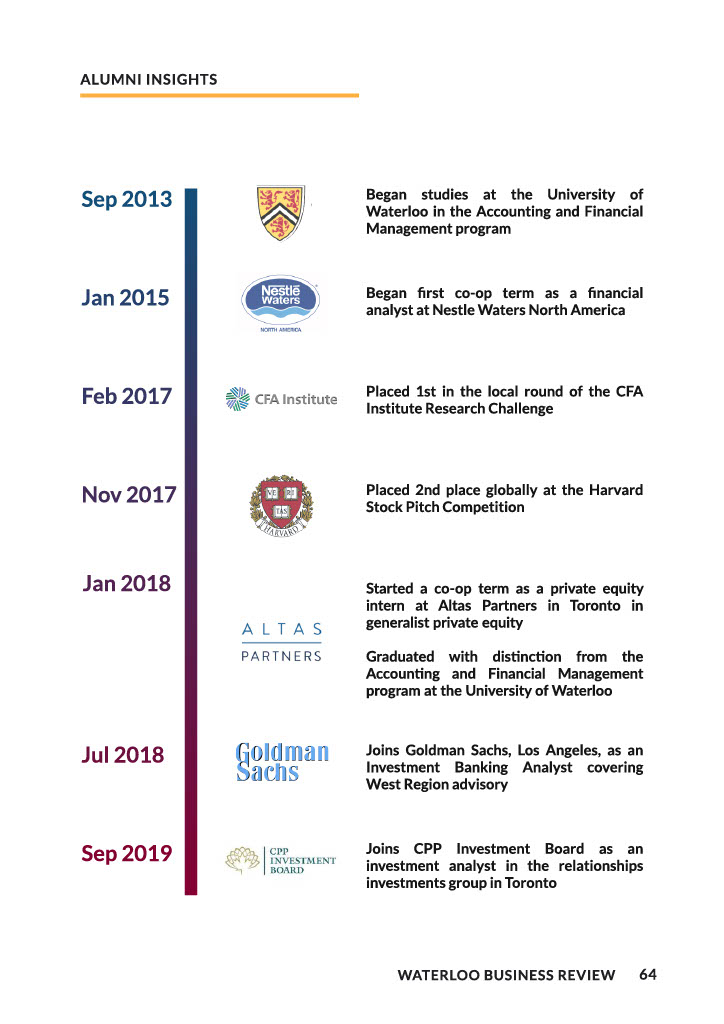 ALUMNI INSIGHTS
Sep 2013
Began studies at the University of
Waterloo in the Accounting and Financial
Management program
Jan 2015
Nestlé
Waters
NORTH AMERICA
Began first co-op term as a financial
analyst at Nestle Waters North America
Feb 2017
CFA Institute
Placed 1st in the local round of the CFA
Institute Research Challenge
Nov 2017
VE RI
TAS
HARVARD
Placed 2nd place globally at the Harvard
Stock Pitch Competition
Jan 2018
ALTAS
PARTNERS
Started a co-op term as a private equity
intern at Altas Partners in Toronto in
generalist private equity
Graduated with distinction from the
Accounting and Financial Management
program at the University of Waterloo
Jul 2018
Goldman
Sachs
Joins Goldman Sachs, Los Angeles, as an
Investment Banking Analyst covering
West Region advisory
Sep 2019
CPP
INVESTMENT
BOARD
Joins CPP Investment Board as an
investment analyst in the relationships
investments group in Toronto
WATERLOO BUSINESS REVIEW 64